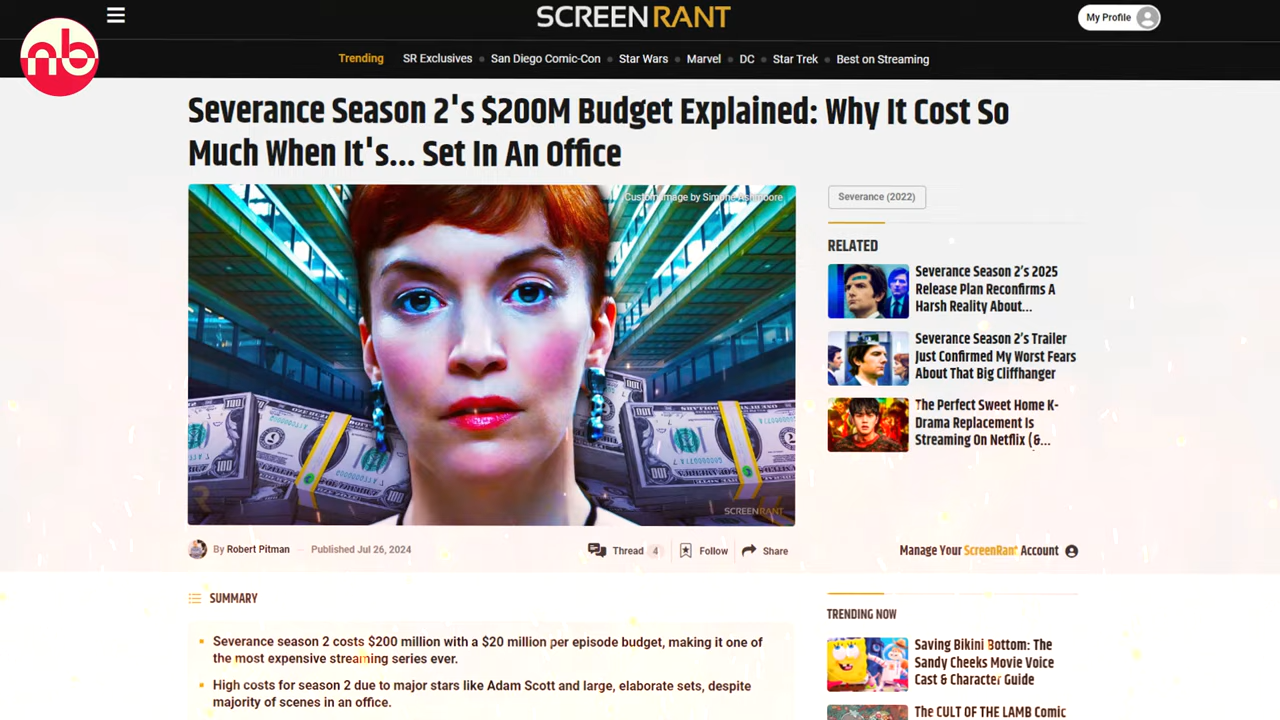 nb
SCREENRANT
My Profile
Trending
SR Exclusives
San Diego Comic-Con
Star Wars
Marvel
DC
Star Trek
Best on Streaming
Severance Season 2's $200M Budget Explained: Why It Cost So
Much When It's... Set In An Office
Custom image by
SCREENRANT
By Robert Pitman
Published Jul 26, 2024
Thread 4
Follow
Share
SUMMARY
Severance season 2 costs $200 million with a $20 million per episode budget, making it one of
the most expensive streaming series ever.
High costs for season 2 due to major stars like Adam Scott and large, elaborate sets, despite
majority of scenes in an office.
Severance (2022)
RELATED
Severance Season 2's 2025
Release Plan Reconfirms A
Harsh Reality About...
Severance Season 2's Trailer
Just Confirmed My Worst Fears
About That Big Cliffhanger
The Perfect Sweet Home K-
Drama Replacement Is
Streaming On Netflix (&...
Manage Your ScreenRant Account
TRENDING NOW
Saving Bikini Bottom: The
Sandy Cheeks Movie Voice
Cast & Character Guide
The CULT OF THE LAMB Comic